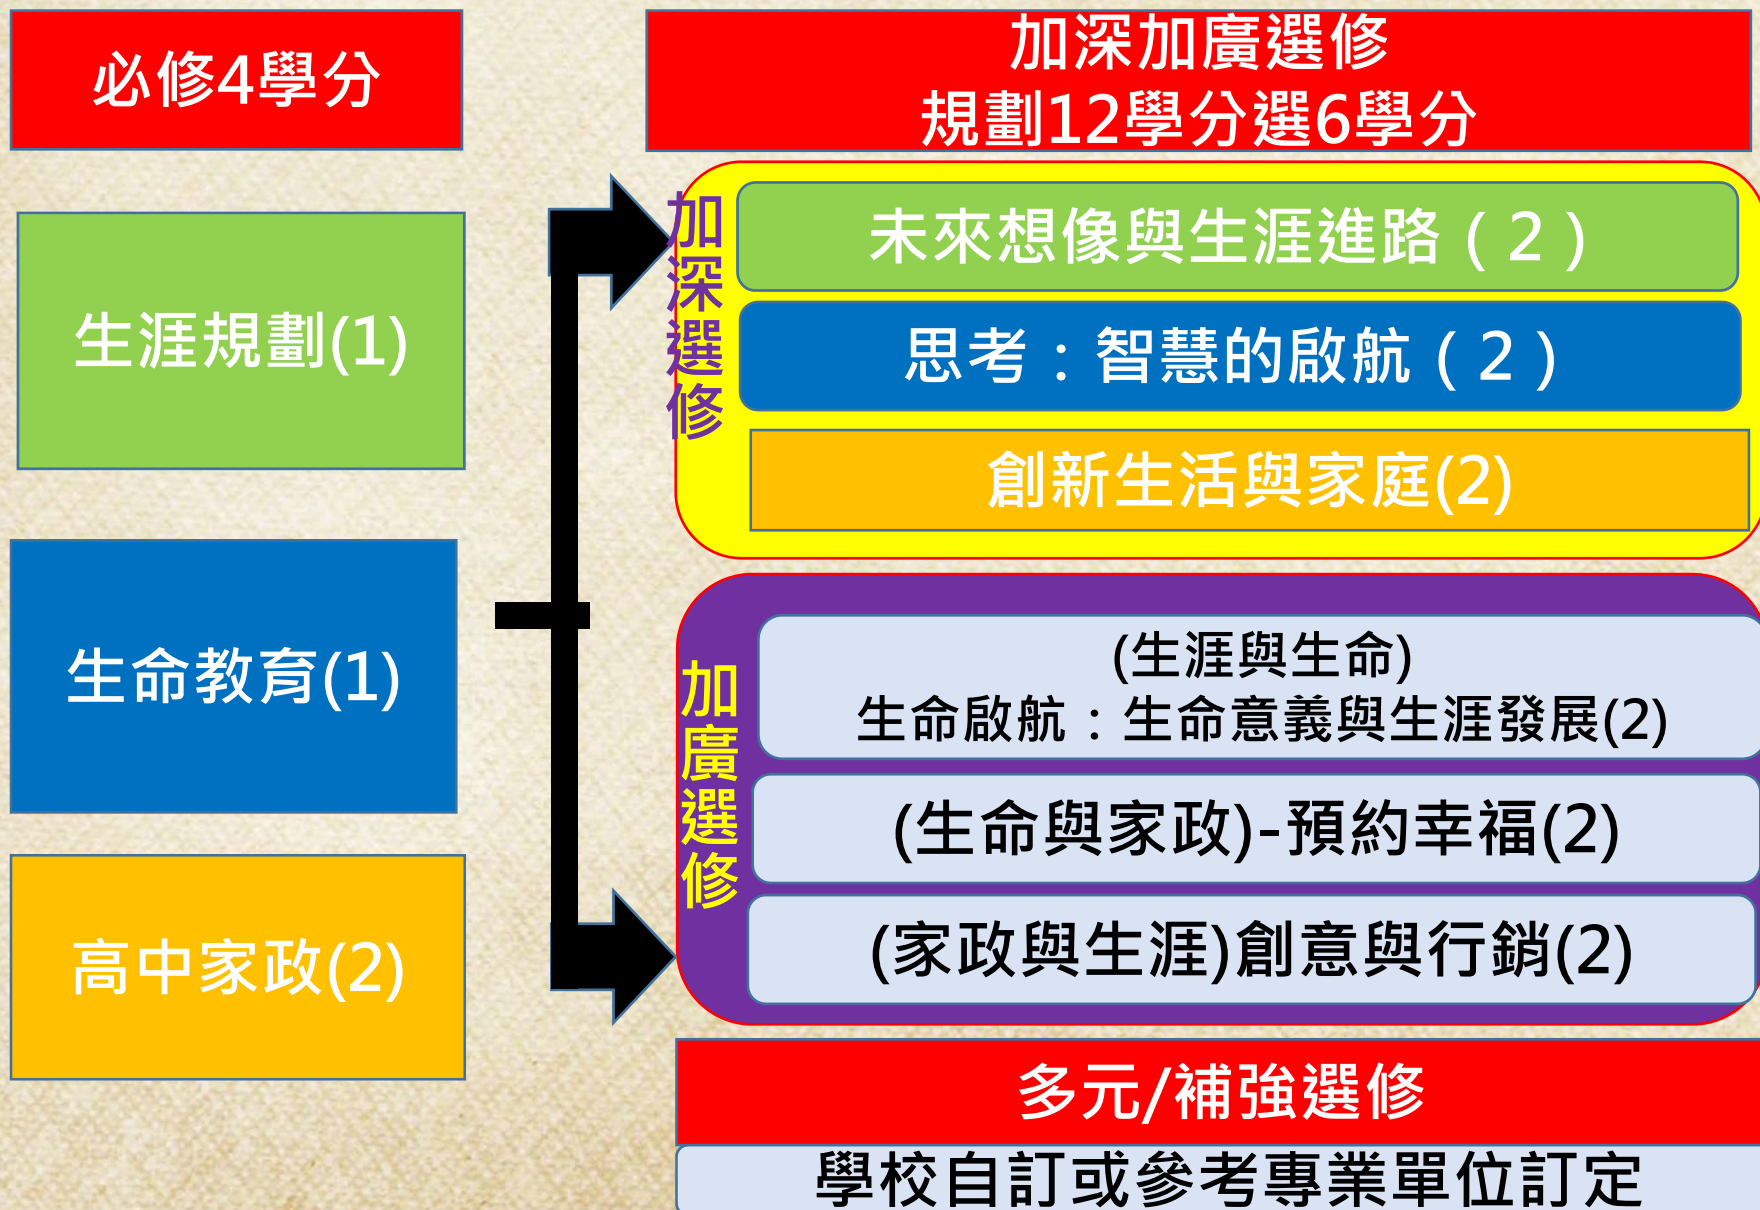 必修4學分
生涯規劃(1)
生命教育(1)
高中家政(2)
加深加廣選修
規劃12學分選6學分
加深選修
未來想像與生涯進路（2）
思考：智慧的啟航（2）
創新生活與家庭(2)
加廣選修
(生涯與生命)
生命啟航：生命意義與生涯發展(2)
(生命與家政)-預約幸福(2)
(家政與生涯)創意與行銷(2)
多元/補強選修
學校自訂或參考專業單位訂定